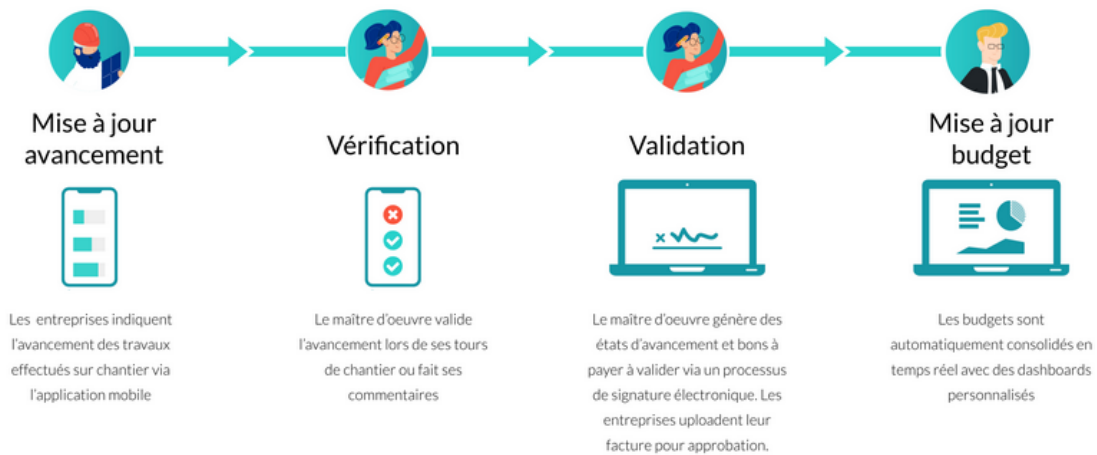 Mise à jour
avancement
Vérification
Validation
Mise à jour
budget
Les entreprises indiquent
l'avancement des travaux
effectués sur chantier via
l'application mobile
Le maître d'oeuvre valide
l'avancement lors de ses tours
de chantier ou fait ses
commentaires
Le maître d'oeuvre génère des
états d'avancement et bons à
payer à valider via un processus
de signature électronique. Les
entreprises uploadent leur
facture pour approbation.
Les budgets sont
automatiquement consolidés en
temps réel avec des dashboards
personnalisés